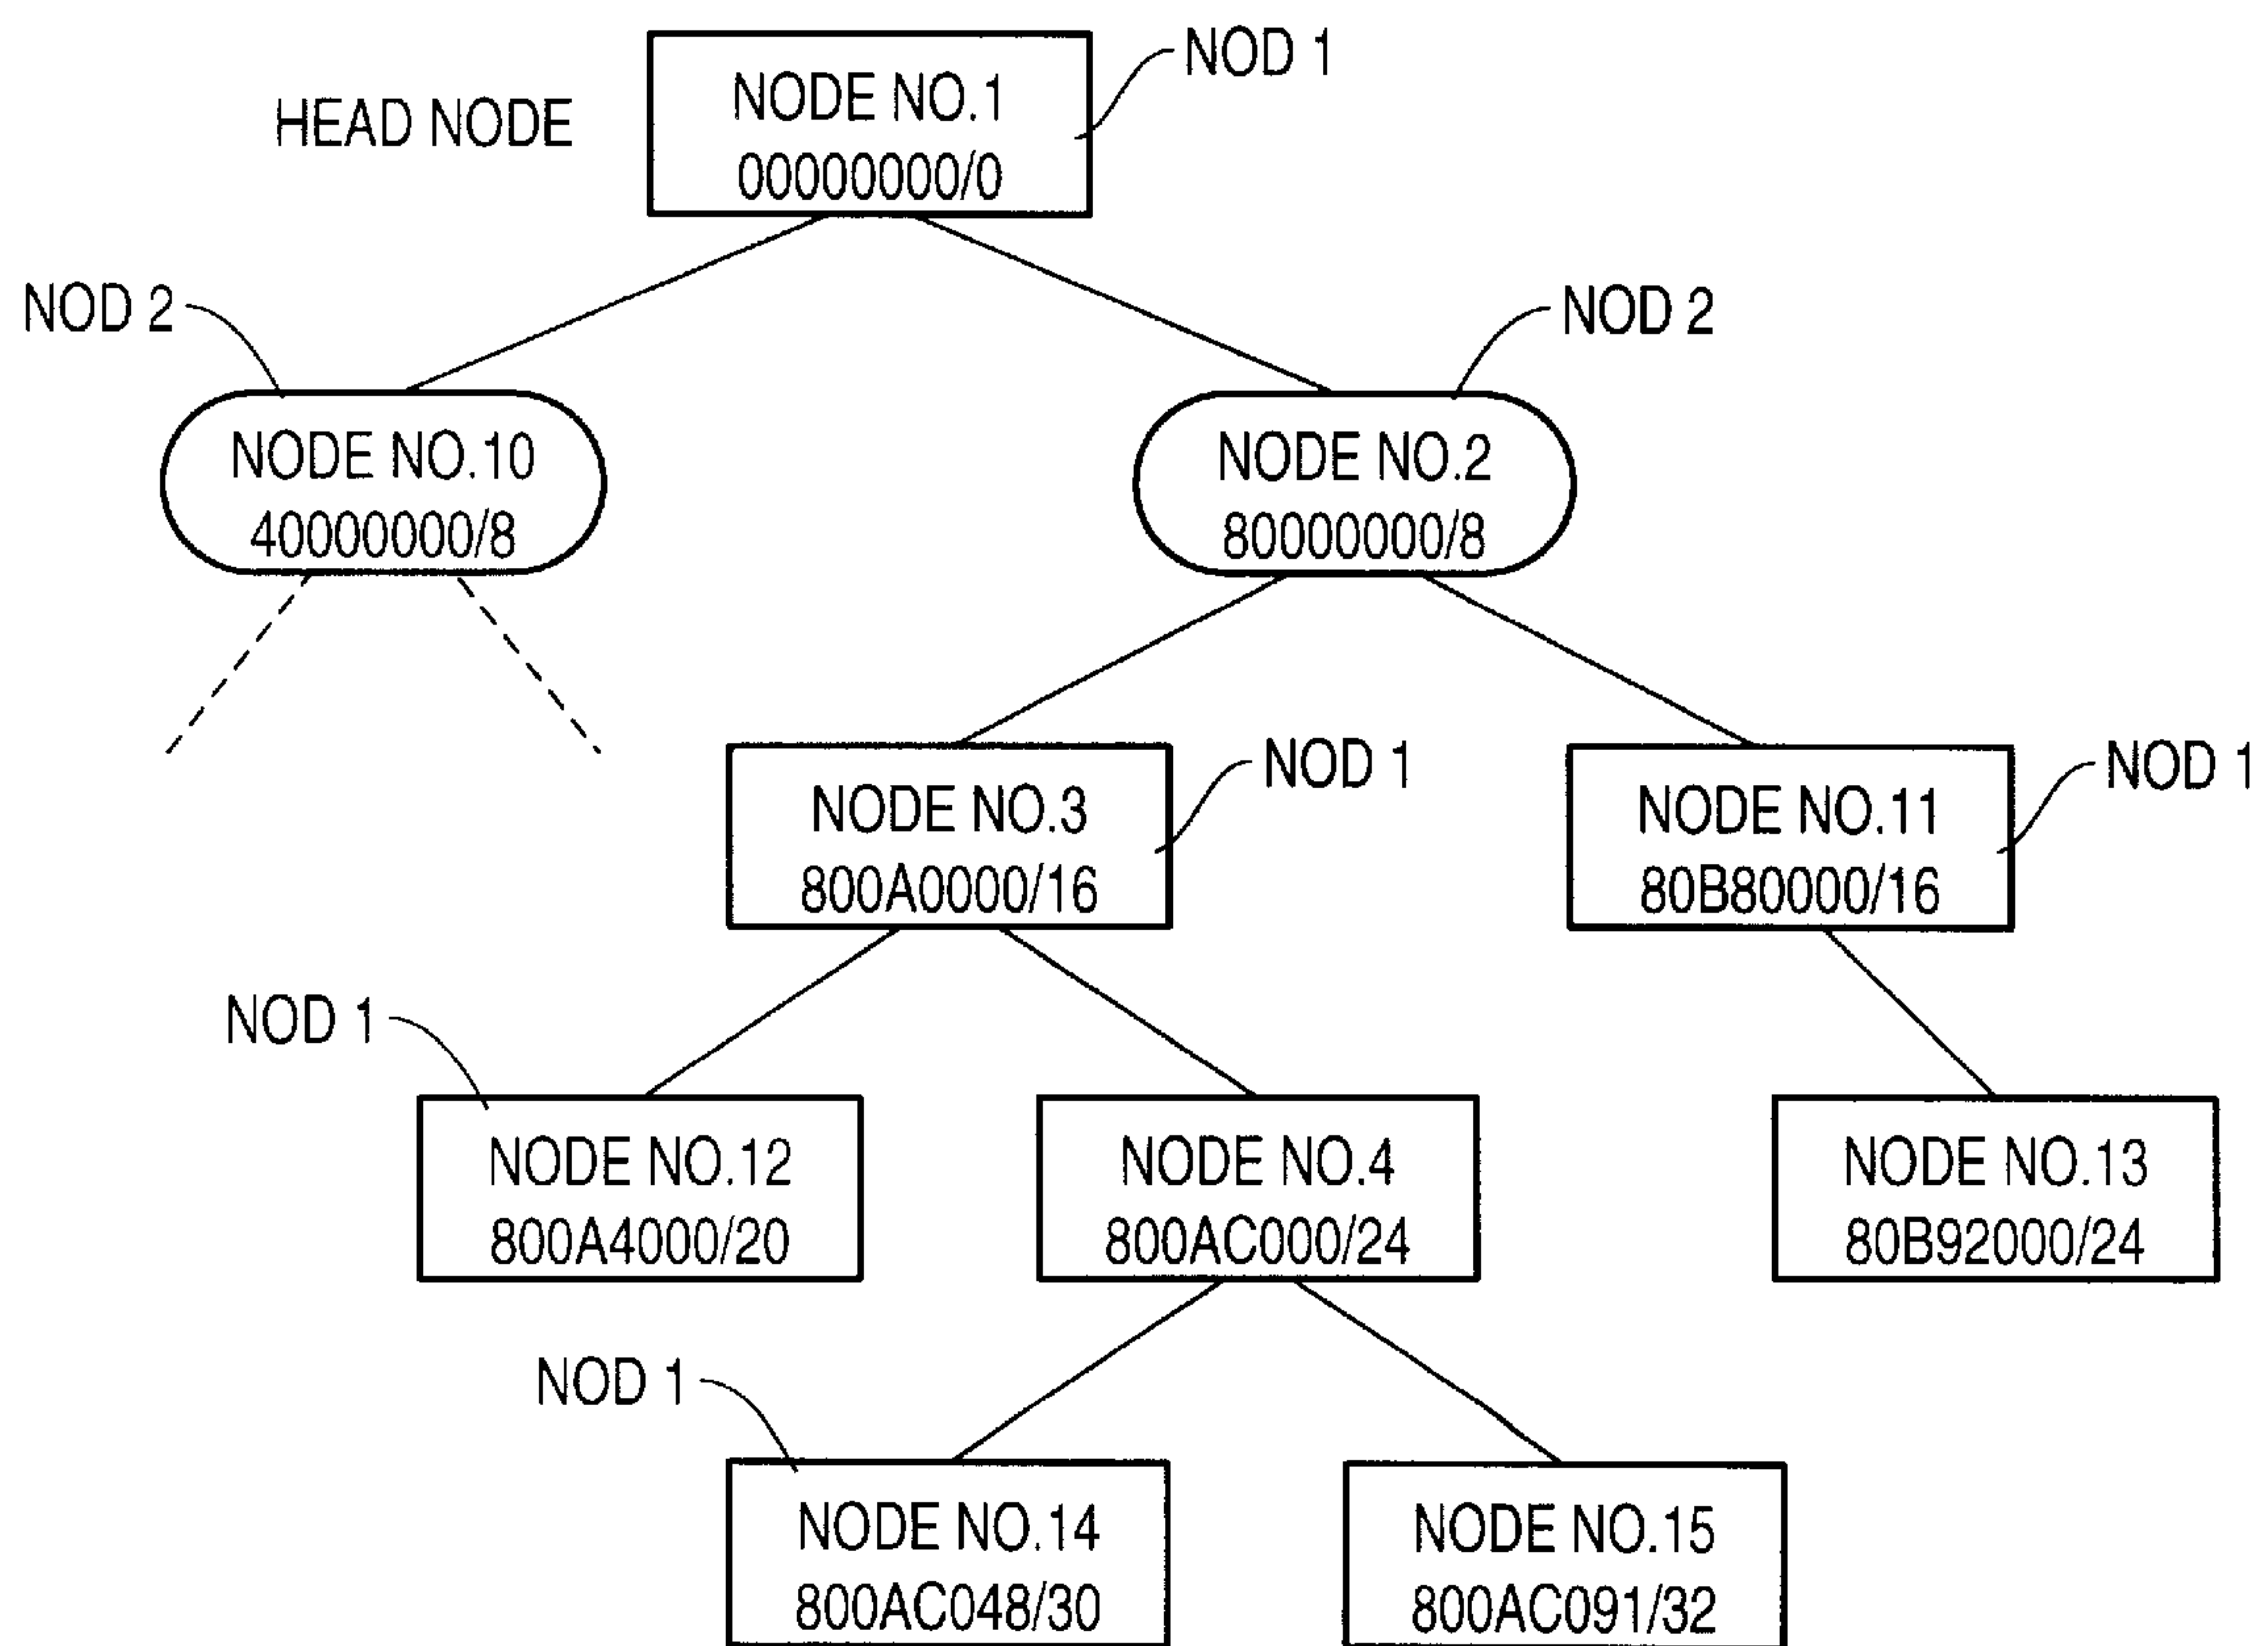 NOD 1
HEAD NODE
NODE NO.1
00000000/0
NOD 2
NOD 2
NODE NO.10
40000000/8
NODE NO.2
80000000/8
NOD 1
NOD 1
NODE NO.3
800A0000/16
NODE NO.11
80B80000/16
NOD 1
NODE NO.12
800A4000/20
NODE NO.4
800AC000/24
NODE NO.13
80B92000/24
NOD 1
NODE NO.14
800AC048/30
NODE NO.15
800AC091/32